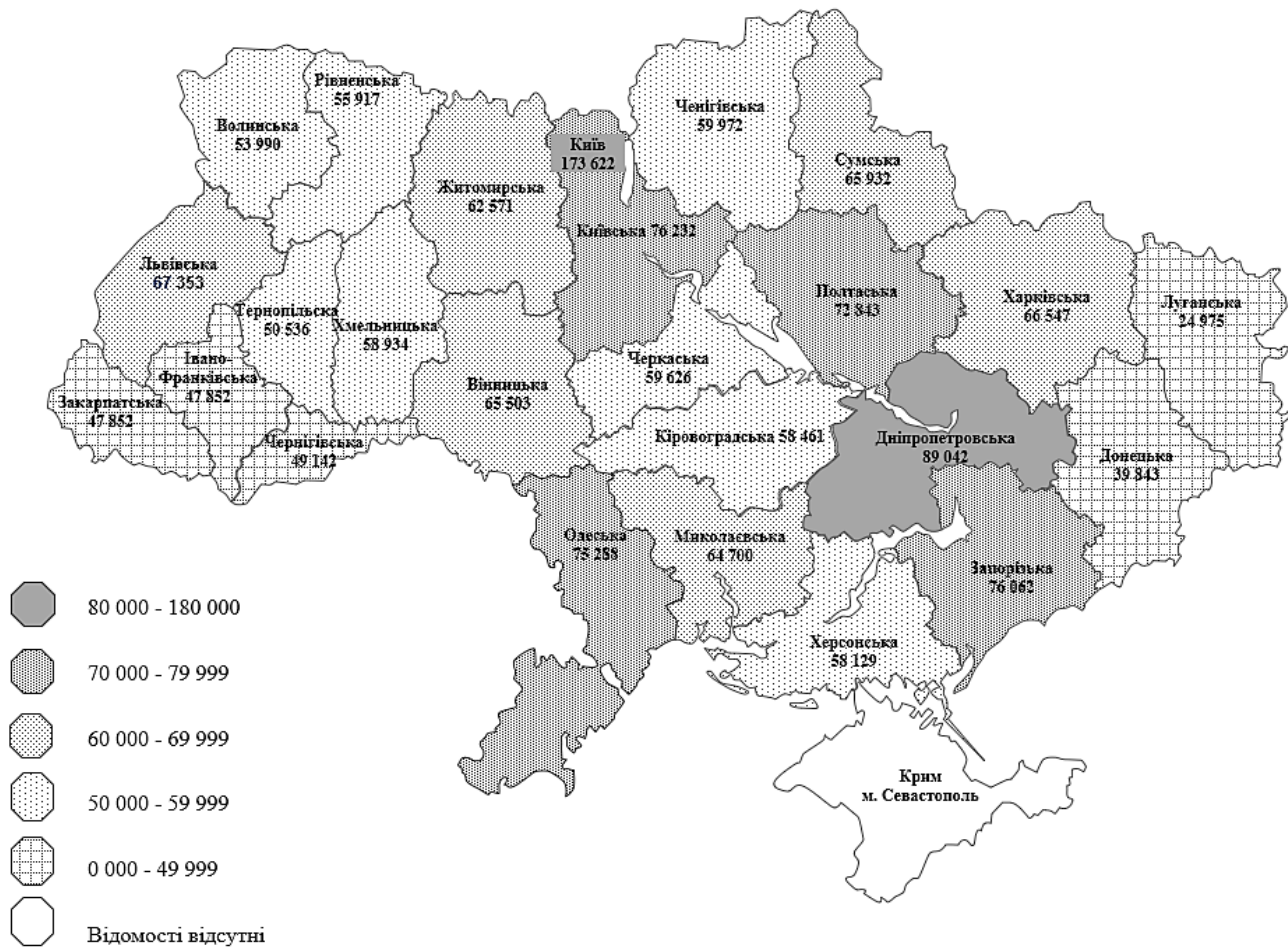 Рівненська
55 917
Волинська
53 990
Київ
173 622
Ченігівська
59 972
Сумська
65 932
Житомирська
62 571
Київська 76 232
Львівська
67 353
Тернопільска
50 536
Хмельницька
58 934
Полтаська
72 843
Харківська
66 547
Луганська
24 975
Черкаська
59 626
Івано-
Франківська
47 852
Закарпатська
47 852
Вінницька
65 503
Чернігівська
49 142
Кіровоградська 58 461
Дніпропетровська
89 042
Донецька
39 843
Одеська
75 288
Миколаєвська
64 700
Запорізька
76 062
Херсонська
58 129
Крим
м. Севастополь
80 000 - 180 000
70 000 - 79 999
60 000 - 69 999
50 000 - 59 999
0 000 - 49 999
Відомості відсутні